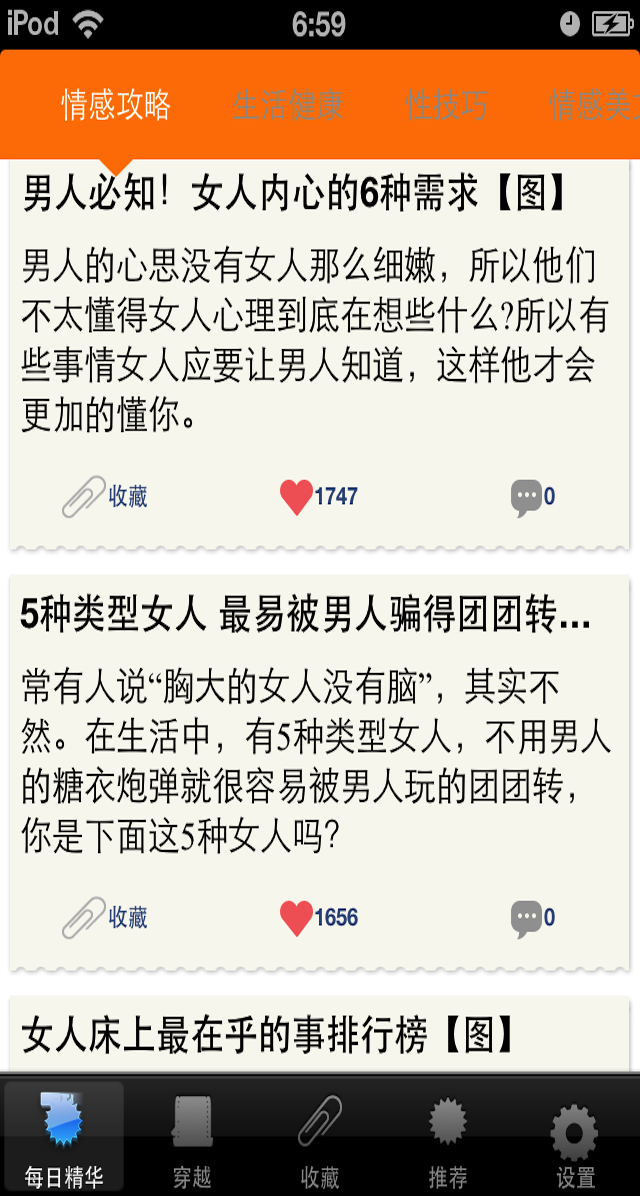 iPod 6:59
情感攻略 生活健康 性技巧 情感美
男人必知！女人内心的6种需求【图】
男人的心思没有女人那么细嫩，所以他们
不太懂得女人心理到底在想些什么?所以有
些事情女人应要让男人知道，这样他才会
更加的懂你。
收藏 1747 0
5种类型女人 最易被男人骗得团团转...
常有人说“胸大的女人没有脑”，其实不
然。在生活中，有5种类型女人，不用男人
的糖衣炮弹就很容易被男人玩的团团转，
你是下面这5种女人吗?
收藏 1656 0
女人床上最在乎的事排行榜【图】
每日精华 穿越 收藏 推荐 设置